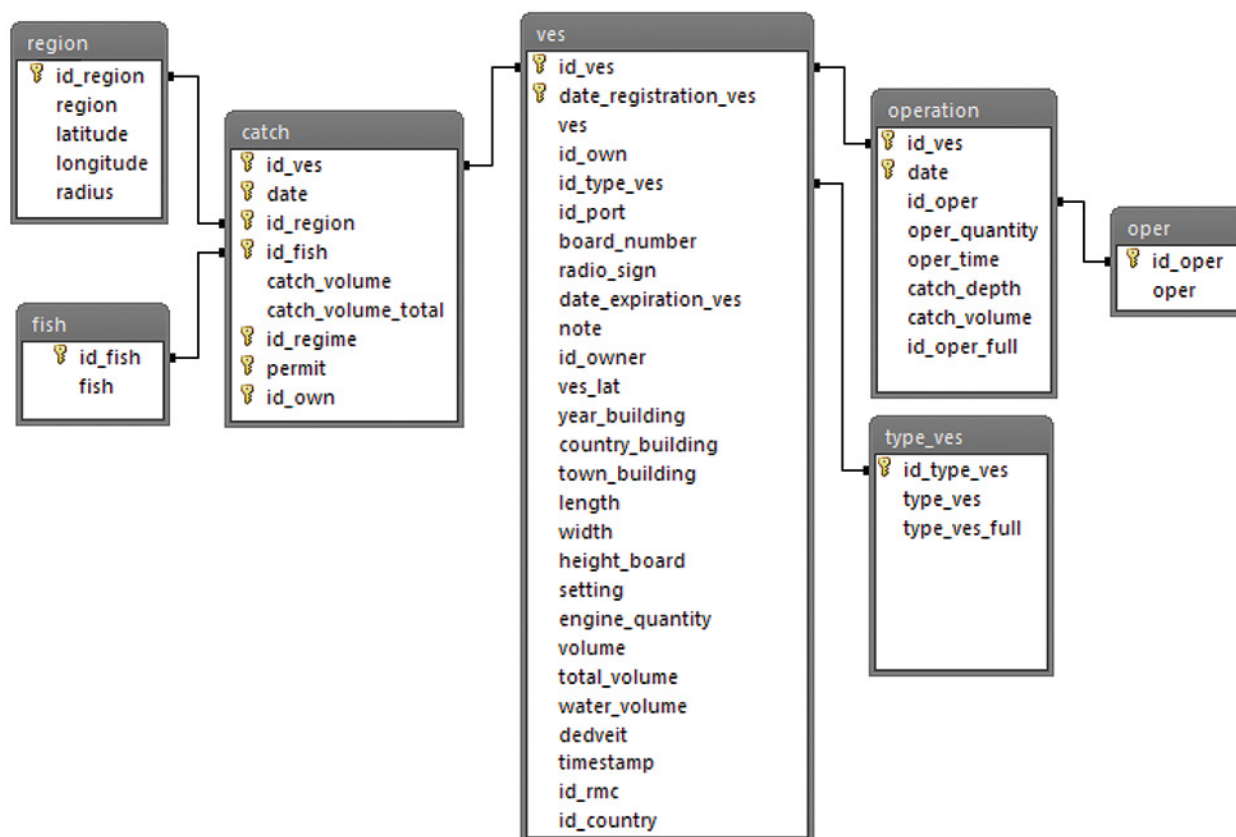 region
id_region
region
latitude
longitude
radius
fish
id_fish
fish
catch
id_ves
date
id_region
id_fish
catch_volume
catch_volume_total
id_regime
permit
id_own
ves
id_ves
date_registration_ves
ves
id_own
id_type_ves
id_port
board_number
radio_sign
date_expiration_ves
note
id_owner
ves_lat
year_building
country_building
town_building
length
width
height_board
setting
engine_quantity
volume
total_volume
water_volume
dedveit
timestamp
id_rmc
id_country
operation
id_ves
date
id_oper
oper_quantity
oper_time
catch_depth
catch_volume
id_oper_full
type_ves
id_type_ves
type_ves
type_ves_full
oper
id_oper
oper